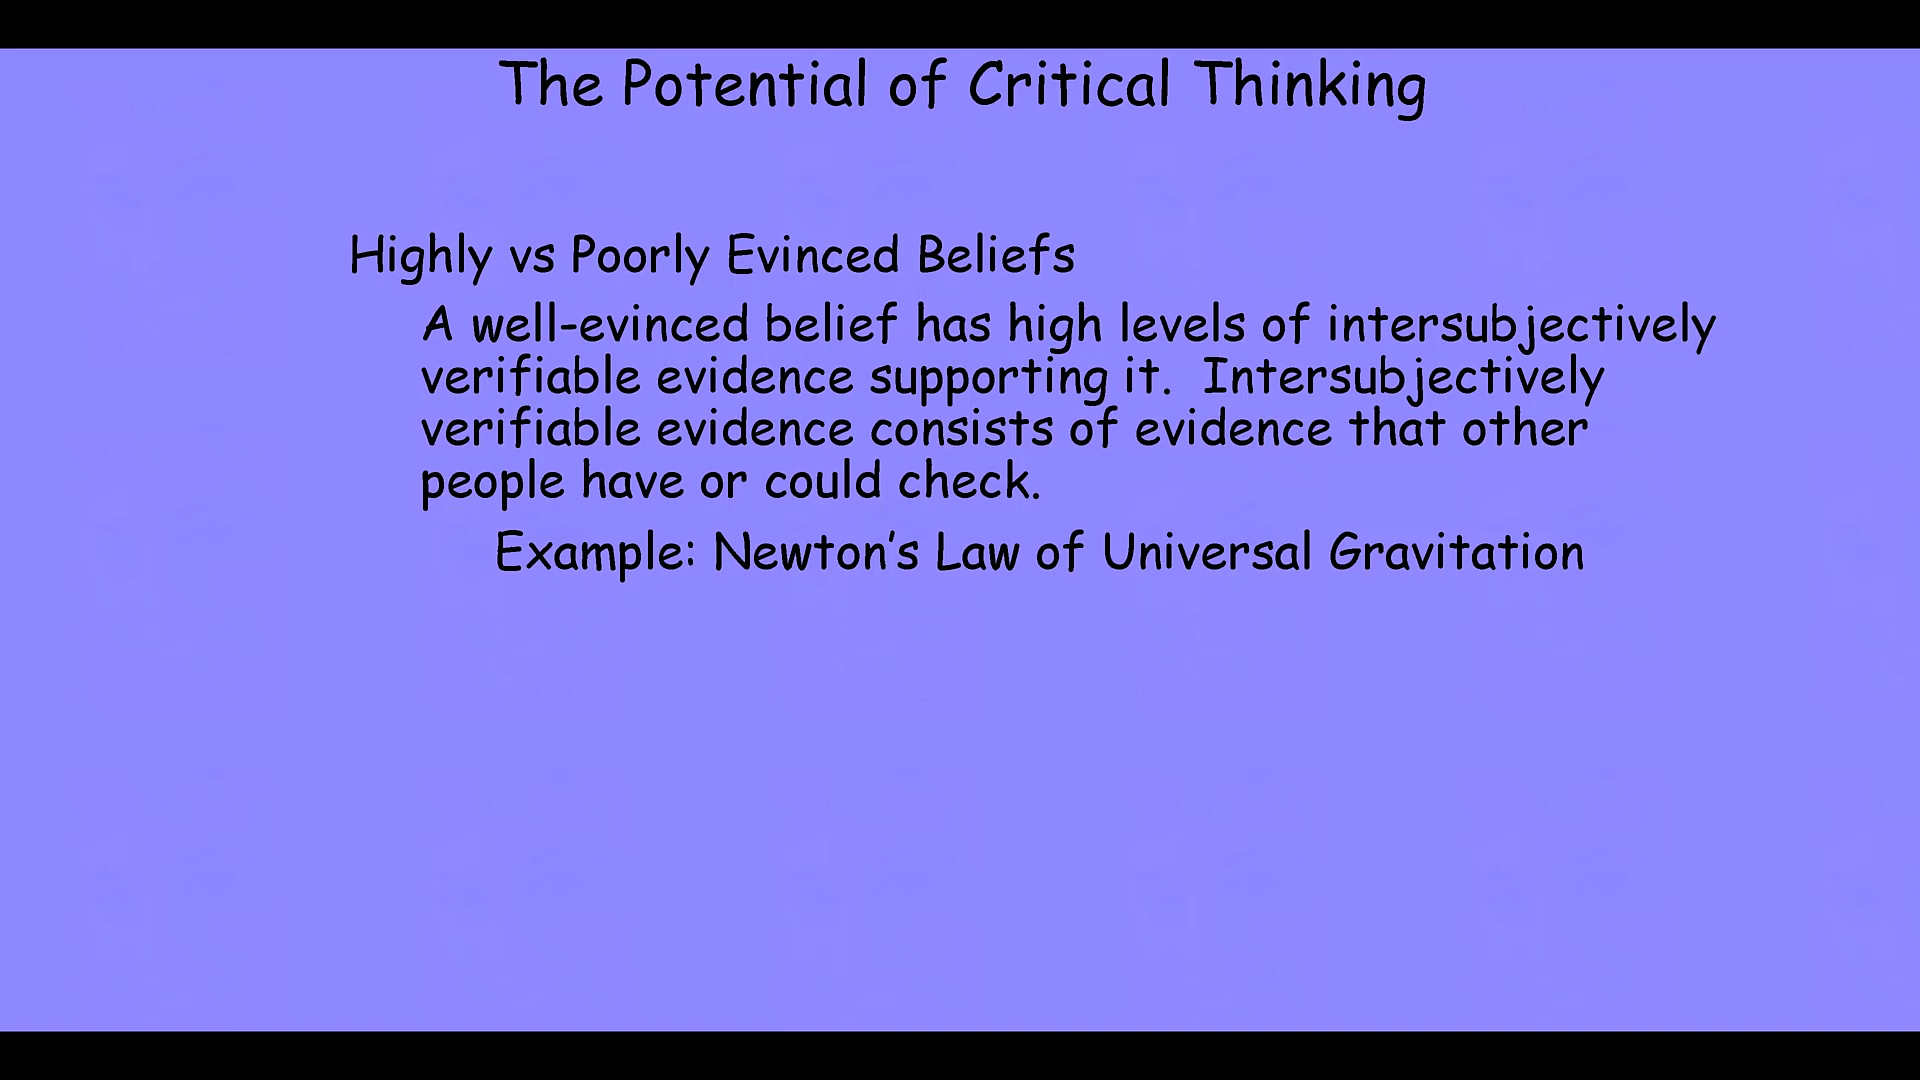 The Potential of Critical Thinking
Highly vs Poorly Evinced Beliefs
A well-evinced belief has high levels of intersubjectively
verifiable evidence supporting it.  Intersubjectively
verifiable evidence consists of evidence that other
people have or could check.
Example: Newton’s Law of Universal Gravitation